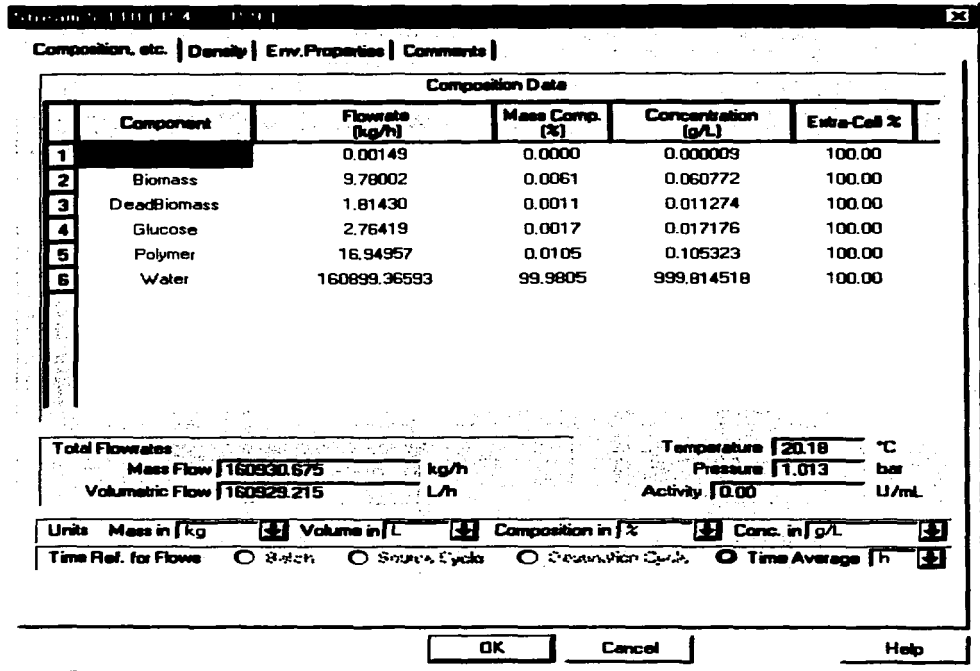 Composition, etc. Density Env.Properties Comments
Composition Data
Component Flowrate (kg/h) Mass Comp. (%) Concentration (g/L) Extra-Cell %
1 0.00149 0.0000 0.000009 100.00
2 Biomass 9.78002 0.0061 0.060772 100.00
3 DeadBiomass 1.81430 0.0011 0.011274 100.00
4 Glucose 2.76419 0.0017 0.017176 100.00
5 Polymer 16.94957 0.0105 0.105323 100.00
6 Water 160899.36593 99.9805 999.814518 100.00
Total Flowrates
Temperature 20.18 °C
Mass Flow 160930.675 kg/h
Pressure 1.013 bar
Volumetric Flow 160929.215 L/h
Activity 0.00 U/mL
Units Mass in kg Volume in L Composition in % Conc. in g/L
Time Ref. for Flows Batch Source Cycle Destination Cycle Time Average h
OK Cancel Help